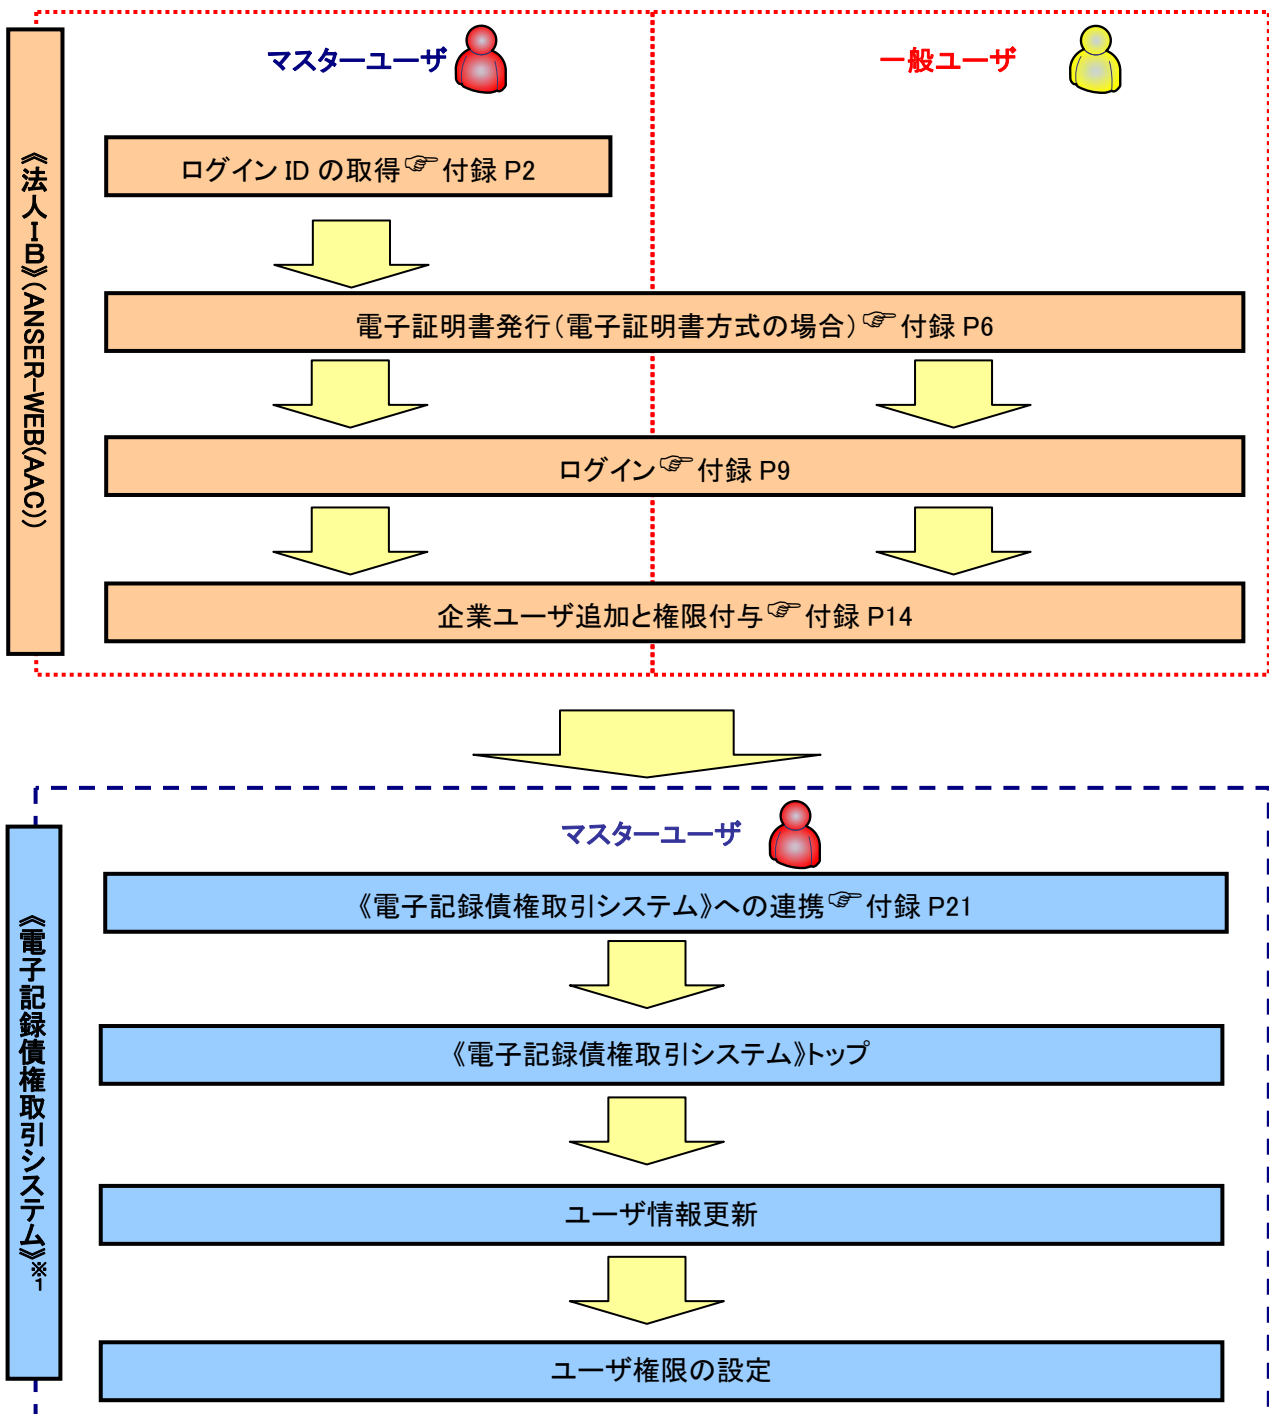 マスターユーザ
一般ユーザ
《法人IB》(ANSER-WEB(AAC))
ログイン ID の取得☞付録 P2
電子証明書発行(電子証明書方式の場合)☞付録 P6
ログイン☞付録 P9
企業ユーザ追加と権限付与☞付録 P14
マスターユーザ
《電子記録債権取引システム》※1
《電子記録債権取引システム》への連携☞付録 P21
《電子記録債権取引システム》トップ
ユーザ情報更新
ユーザ権限の設定